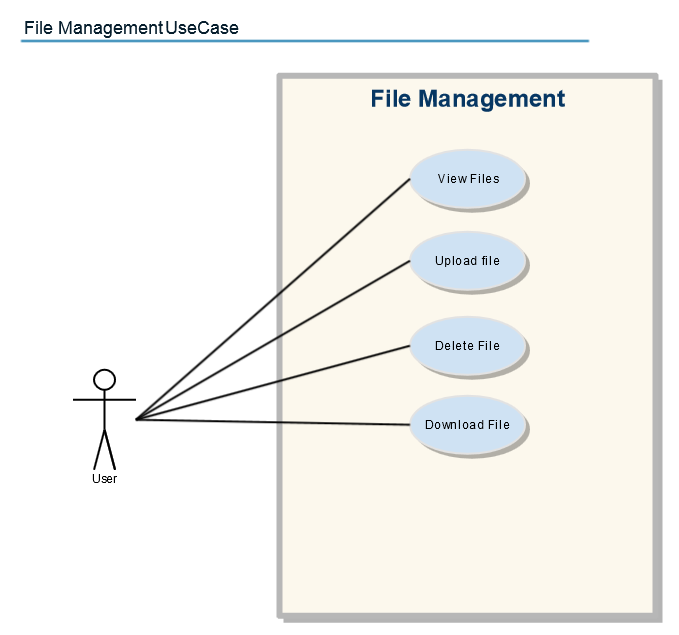 File Management UseCase
File Management
View Files
Upload file
Delete File
Download File
User